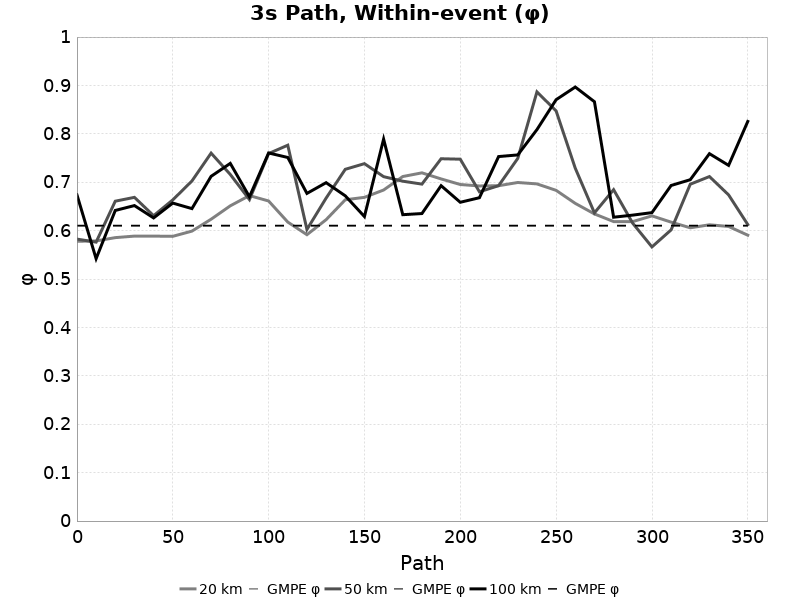 3s Path, Within-event (φ)
1
0.9
0.8
0.7
0.6
0.5
0.4
0.3
0.2
0.1
0
φ
0 50 100 150 200 250 300 350
Path
20 km GMPE φ 50 km GMPE φ 100 km GMPE φ